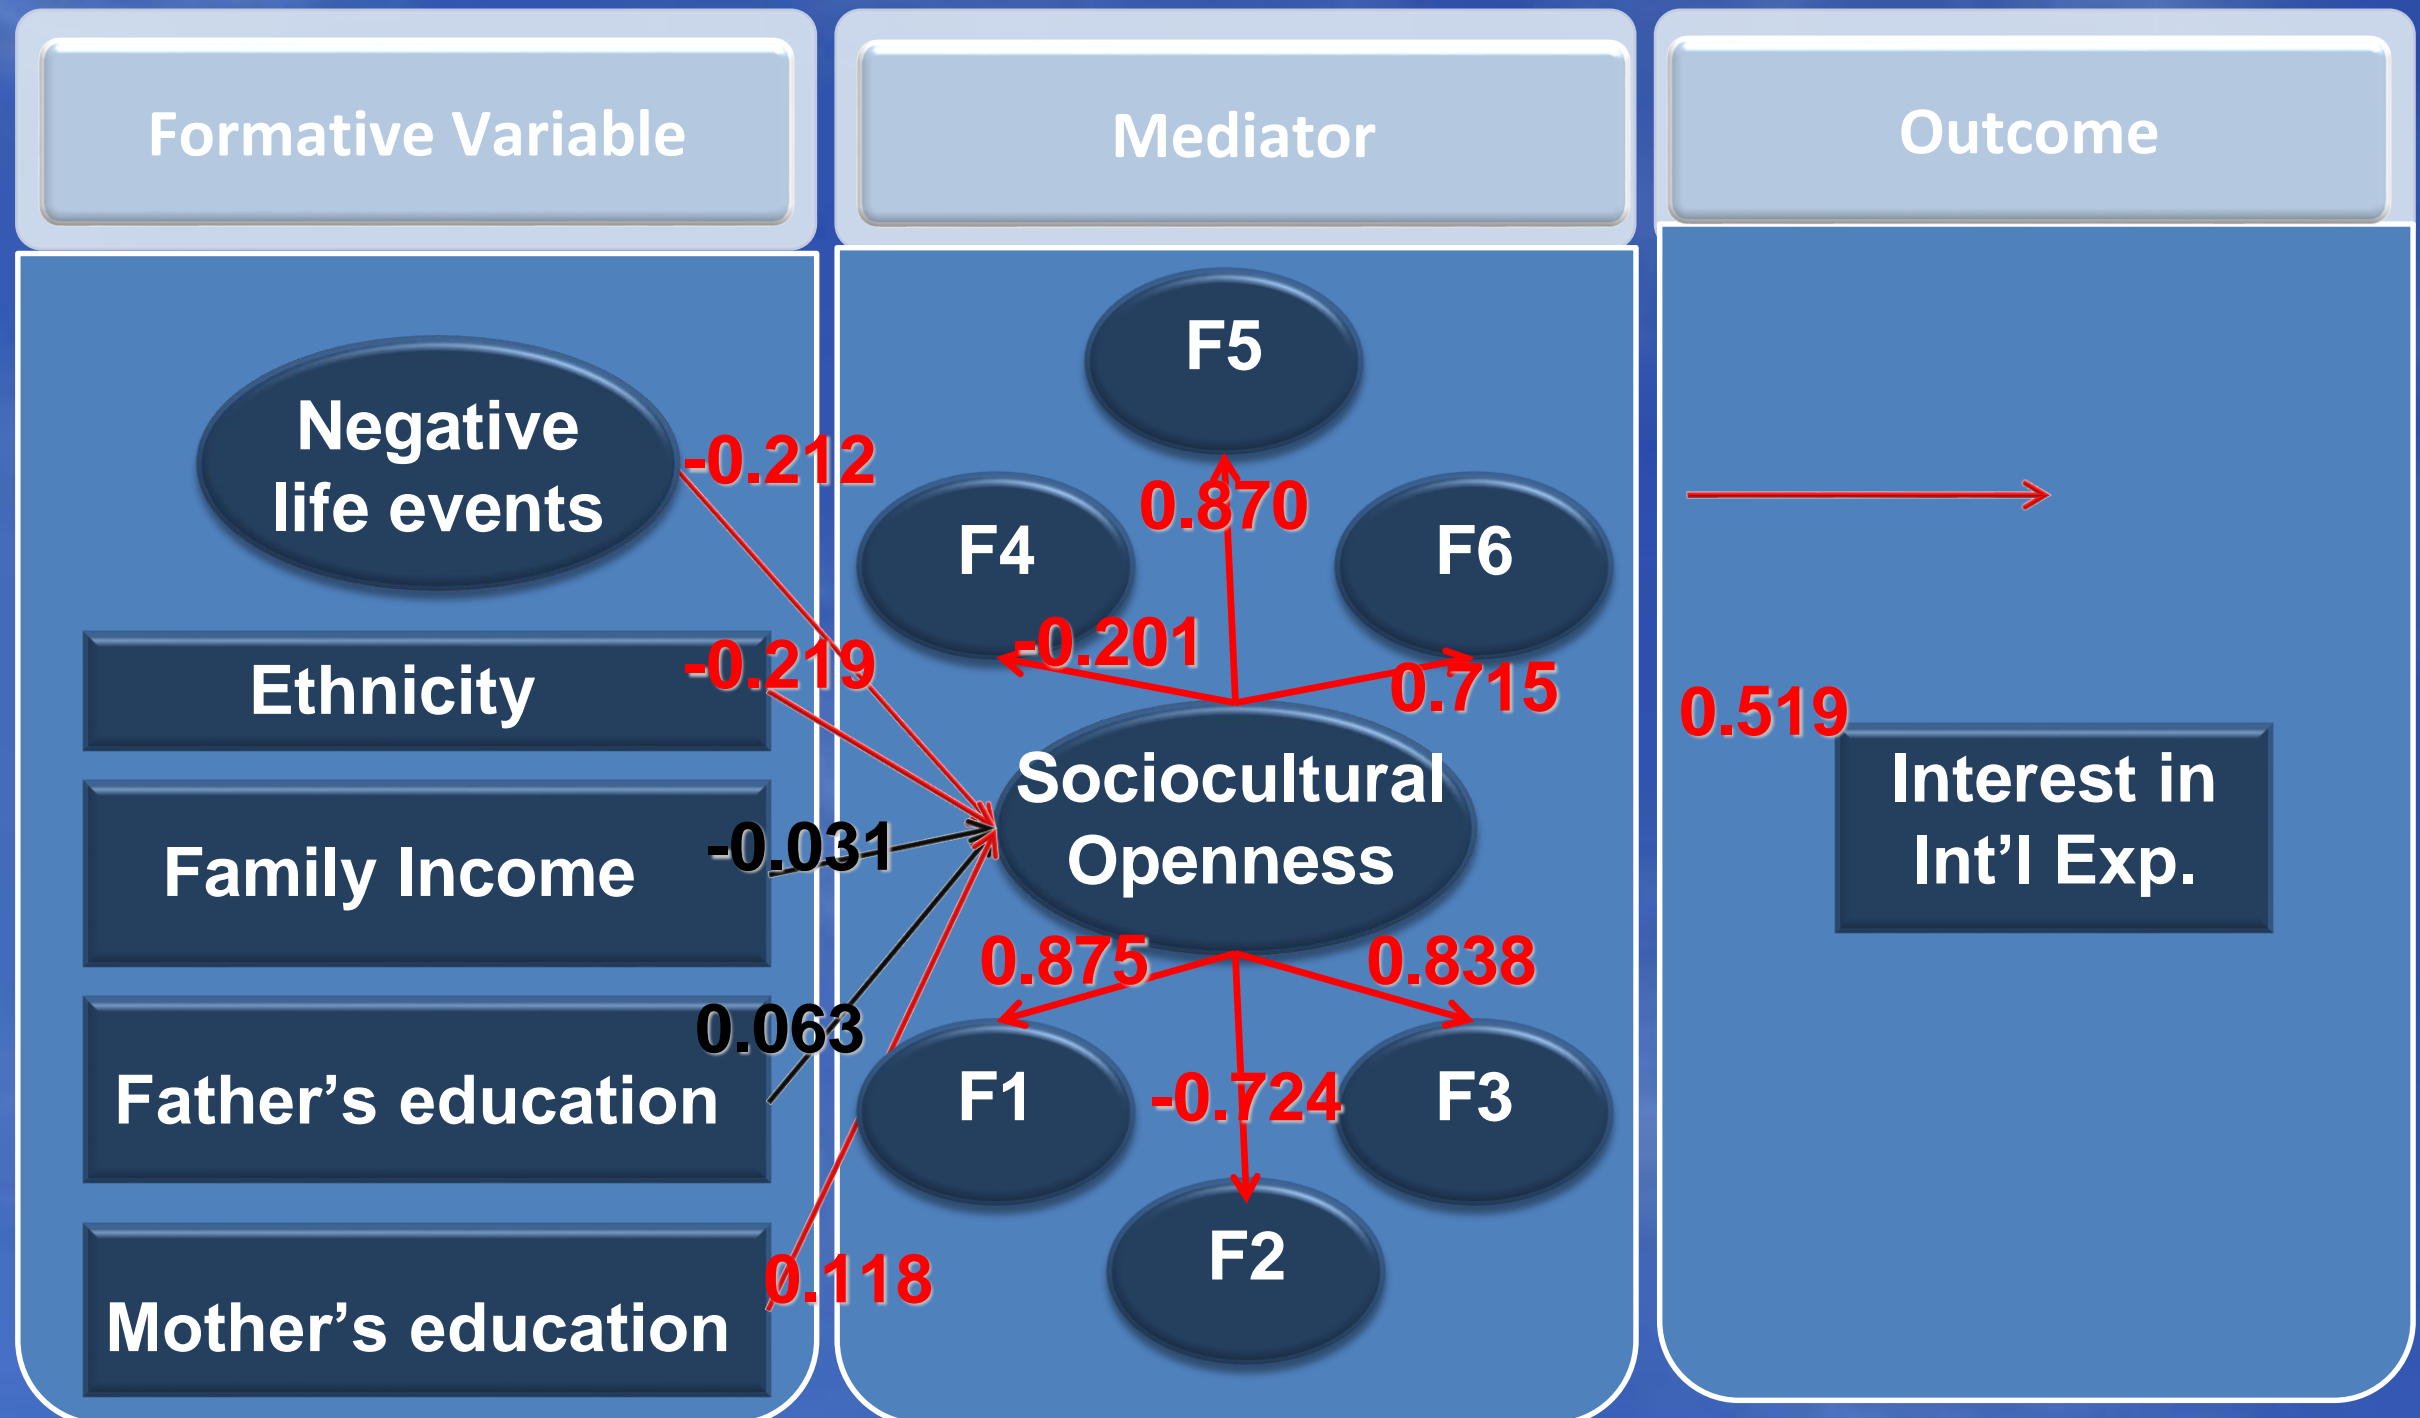 Formative Variable
Mediator
Outcome
Negative
life events
-0.212
Ethnicity
-0.219
Family Income
-0.031
Father’s education
0.063
Mother’s education
0.118
F5
0.870
F4
-0.201
F6
0.715
Sociocultural
Openness
0.875
0.838
F1
-0.724
F3
F2
0.519
Interest in
Int’l Exp.